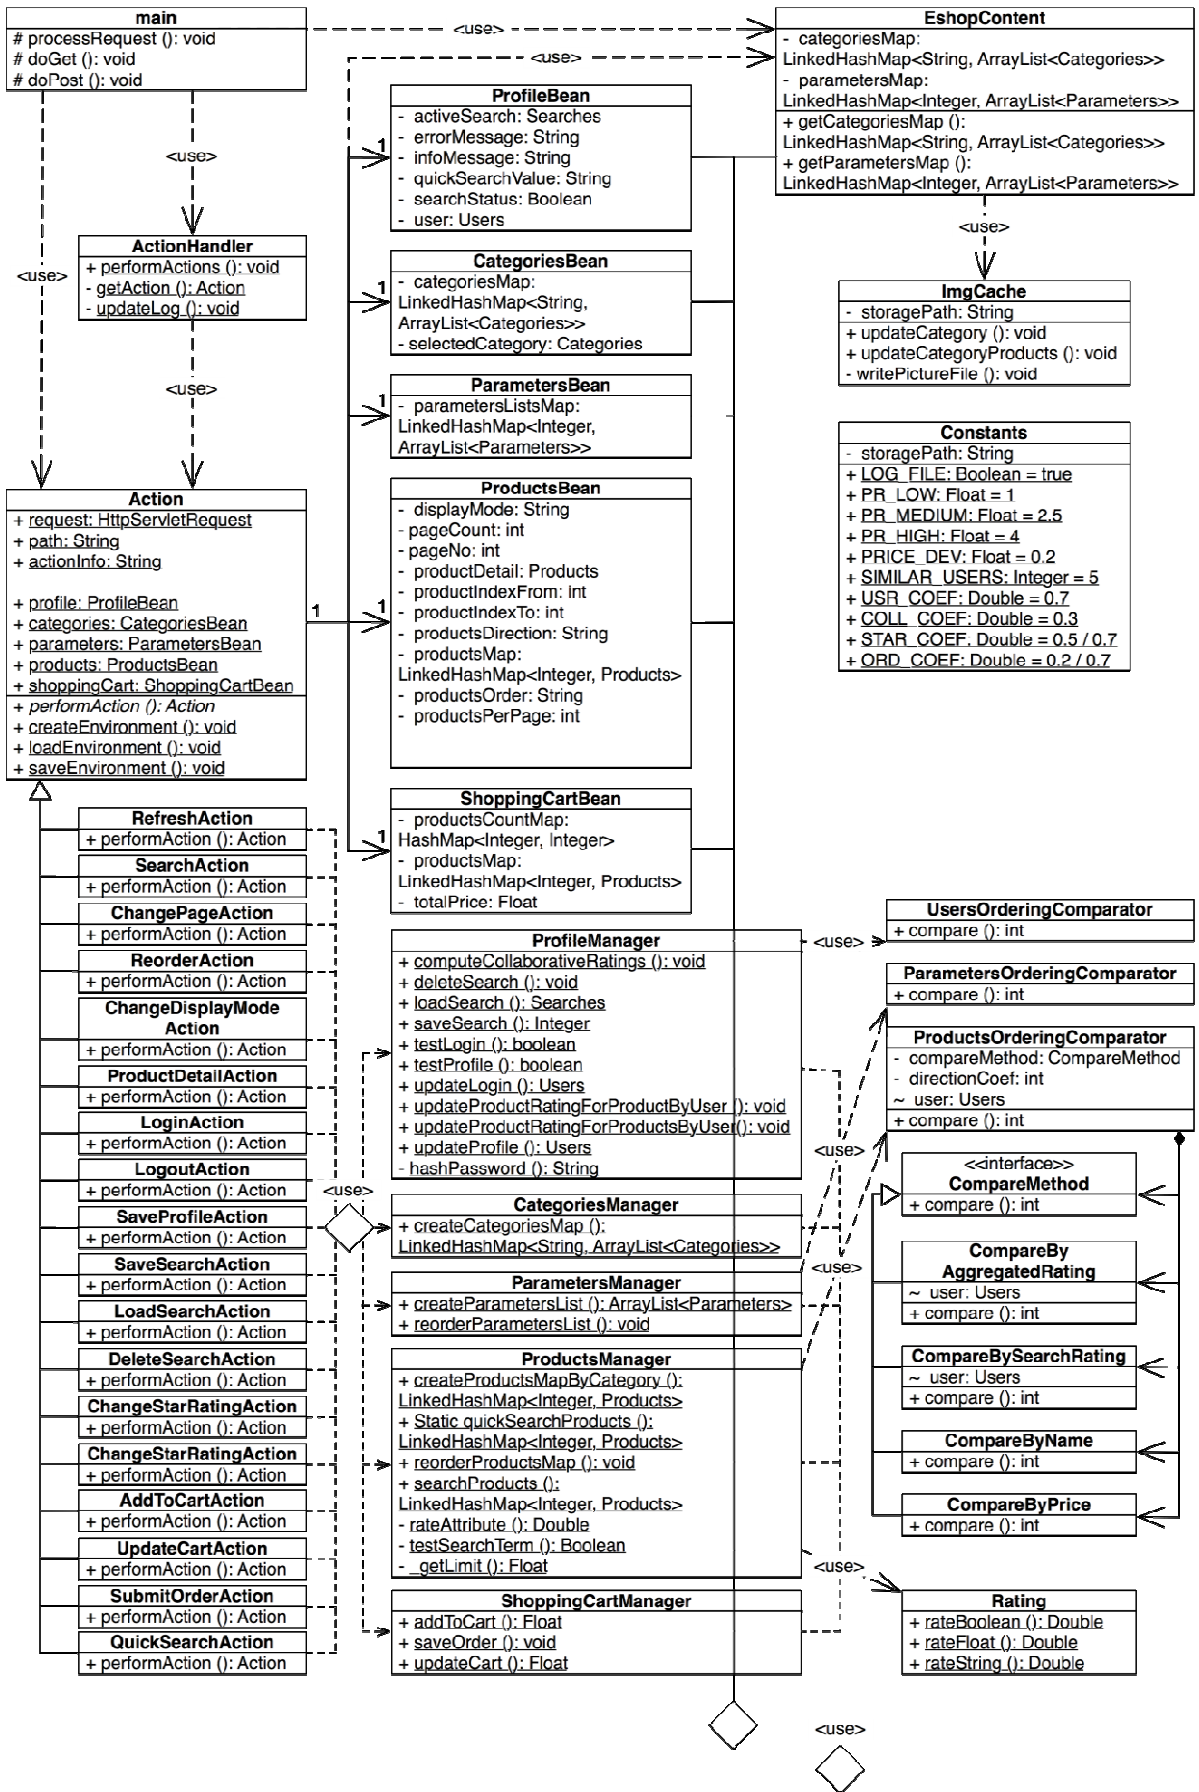 main
# processRequest (): void
# doGet (): void
# doPost (): void
<use>
<use>
EshopContent
- categoriesMap:
LinkedHashMap<String, ArrayList<Categories>>
- parametersMap:
LinkedHashMap<Integer, ArrayList<Parameters>>
+ getCategoriesMap ():
LinkedHashMap<String, ArrayList<Categories>>
+ getParametersMap ():
LinkedHashMap<Integer, ArrayList<Parameters>>
<use>
ImgCache
- storagePath: String
+ updateCategory (): void
+ updateCategoryProducts (): void
- writePictureFile (): void
Constants
- storagePath: String
+ LOG_FILE: Boolean = true
+ PR_LOW: Float = 1
+ PR_MEDIUM: Float = 2.5
+ PR_HIGH: Float = 4
+ PRICE_DEV: Float = 0.2
+ SIMILAR_USERS: Integer = 5
+ USR_COEF: Double = 0.7
+ COLL_COEF: Double = 0.3
+ STAR_COEF: Double = 0.5 / 0.7
+ ORD_COEF: Double = 0.2 / 0.7
<use>
<use>
ActionHandler
+ performActions (): void
- getAction (): Action
- updateLog (): void
<use>
Action
+ request: HttpServletRequest
+ path: String
+ actionInfo: String
+ profile: ProfileBean
+ categories: CategoriesBean
+ parameters: ParametersBean
+ products: ProductsBean
+ shoppingCart: ShoppingCartBean
+ performAction (): Action
+ createEnvironment (): void
+ loadEnvironment (): void
+ saveEnvironment (): void
1
1
ProfileBean
- activeSearch: Searches
- errorMessage: String
- infoMessage: String
- quickSearchValue: String
- searchStatus: Boolean
- user: Users
1
CategoriesBean
- categoriesMap:
LinkedHashMap<String,
ArrayList<Categories>>
- selectedCategory: Categories
1
ParametersBean
- parametersListsMap:
LinkedHashMap<Integer,
ArrayList<Parameters>>
1
ProductsBean
- displayMode: String
- pageCount: int
- pageNo: int
- productDetail: Products
- productIndexFrom: int
- productIndexTo: int
- productsDirection: String
- productsMap:
LinkedHashMap<Integer, Products>
- productsOrder: String
- productsPerPage: int
1
ShoppingCartBean
- productsCountMap:
HashMap<Integer, Integer>
- productsMap:
LinkedHashMap<Integer, Products>
- totalPrice: Float
RefreshAction
+ performAction (): Action
SearchAction
+ performAction (): Action
ChangePageAction
+ performAction (): Action
ReorderAction
+ performAction (): Action
ChangeDisplayMode
Action
+ performAction (): Action
ProductDetailAction
+ performAction (): Action
LoginAction
+ performAction (): Action
LogoutAction
+ performAction (): Action
SaveProfileAction
+ performAction (): Action
SaveSearchAction
+ performAction (): Action
LoadSearchAction
+ performAction (): Action
DeleteSearchAction
+ performAction (): Action
ChangeStarRatingAction
+ performAction (): Action
ChangeStarRatingAction
+ performAction (): Action
AddToCartAction
+ performAction (): Action
UpdateCartAction
+ performAction (): Action
SubmitOrderAction
+ performAction (): Action
QuickSearchAction
+ performAction (): Action
<use>
ProfileManager
+ computeCollaborativeRatings (): void
+ deleteSearch (): void
+ loadSearch (): Searches
+ saveSearch (): Integer
+ testLogin (): boolean
+ testProfile (): boolean
+ updateLogin (): Users
+ updateProductRatingForProductByUser (): void
+ updateProductRatingForProductsByUser(): void
+ updateProfile (): Users
- hashPassword (): String
CategoriesManager
+ createCategoriesMap ():
LinkedHashMap<String, ArrayList<Categories>>
ParametersManager
+ createParametersList (): ArrayList<Parameters>
+ reorderParametersList (): void
ProductsManager
+ createProductsMapByCategory ():
LinkedHashMap<Integer, Products>
+ Static quickSearchProducts ():
LinkedHashMap<Integer, Products>
+ reorderProductsMap (): void
+ searchProducts ():
LinkedHashMap<Integer, Products>
- rateAttribute (): Double
- testSearchTerm (): Boolean
- _getLimit (): Float
ShoppingCartManager
+ addToCart (): Float
+ saveOrder (): void
+ updateCart (): Float
<use>
<use>
<use>
<use>
<use>
UsersOrderingComparator
+ compare (): int
ParametersOrderingComparator
+ compare (): int
ProductsOrderingComparator
- compareMethod: CompareMethod
- directionCoef: int
~ user: Users
+ compare (): int
<<interface>>
CompareMethod
+ compare (): int
CompareBy
AggregatedRating
~ user: Users
+ compare (): int
CompareBySearchRating
~ user: Users
+ compare (): int
CompareByName
+ compare (): int
CompareByPrice
+ compare (): int
Rating
+ rateBoolean (): Double
+ rateFloat (): Double
+ rateString (): Double